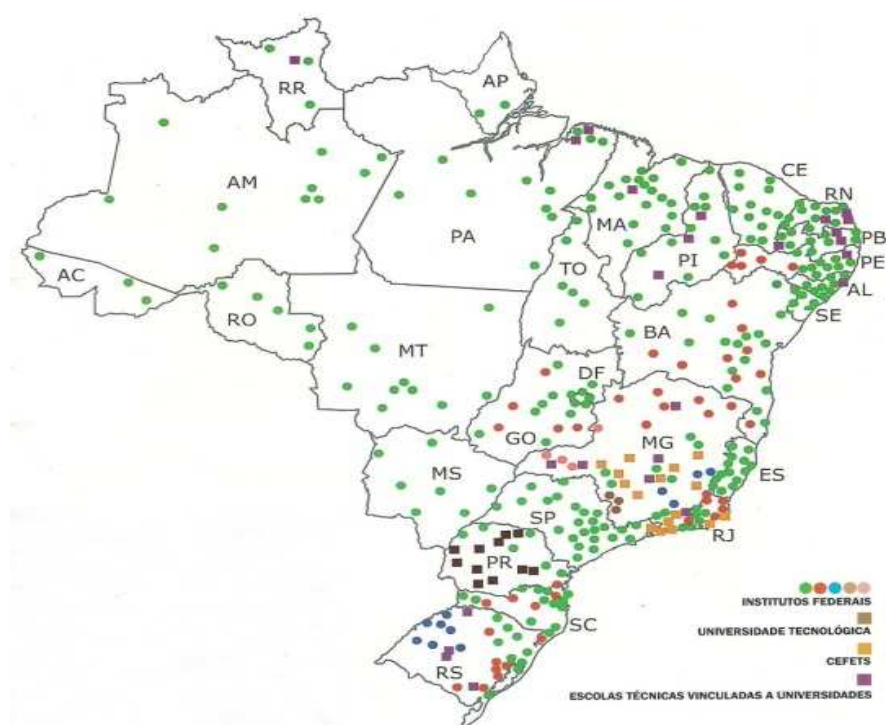 RR
AP
AM
PA
MA
CE
RN
PB
PE
AL
SE
PI
TO
AC
RO
MT
BA
DF
GO
MG
ES
MS
SP
RJ
PR
SC
RS
INSTITUTOS FEDERAIS
UNIVERSIDADE TECNOLÓGICA
CEFETS
ESCOLAS TÉCNICAS VINCULADAS A UNIVERSIDADES